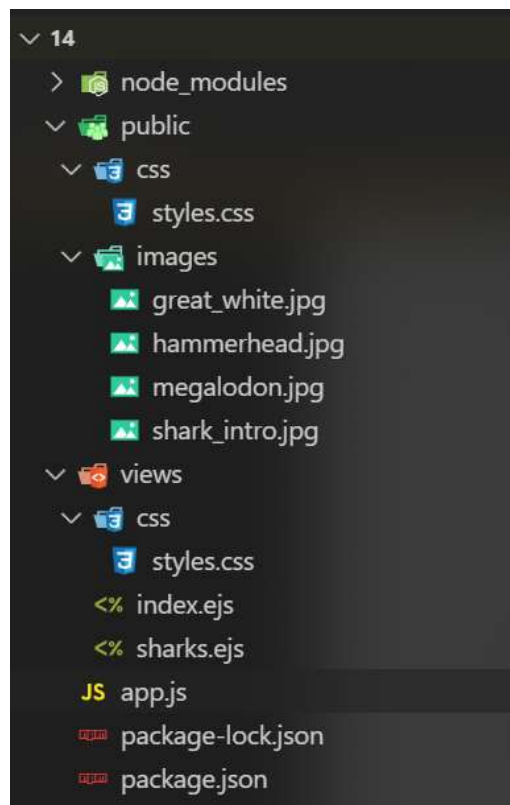 14
node_modules
public
css
styles.css
images
great_white.jpg
hammerhead.jpg
megalodon.jpg
shark_intro.jpg
views
css
styles.css
<% index.ejs
<% sharks.ejs
JS app.js
package-lock.json
package.json